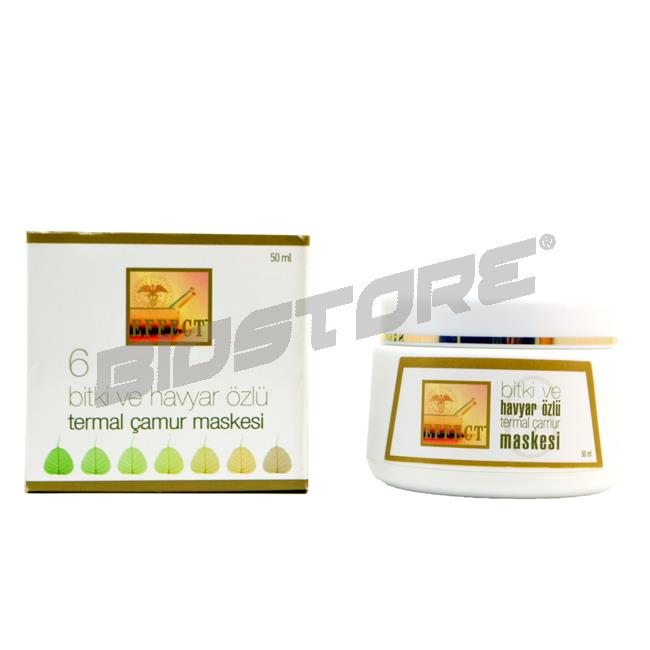 50 ml
EFFECT
6
bitki ve havyar özlü
termal çamur maskesi
BIOSTORE®
EFFECT
bitki ve
havyar özlü
termal çamur
maskesi
50 ml